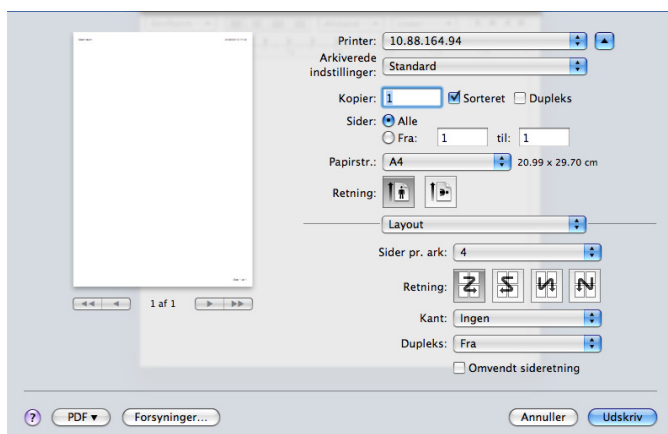 Printer: 10.88.164.94
Arkiverede indstillinger: Standard
Kopier: 1 Sorteret Dupleks
Sider: Alle
Fra: 1 til: 1
Papirstr.: A4 20.99 x 29.70 cm
Retning:
Layout
Sider pr. ark: 4
Retning:
Kant: Ingen
Dupleks: Fra
Omvendt sideretning
1 af 1
? PDF Forsyninger... Annuller Udskriv